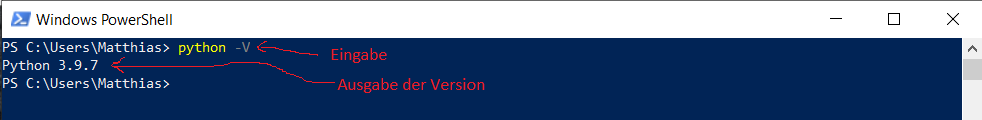 Windows PowerShell
PS C:\Users\Matthias> python -V
Eingabe
Python 3.9.7
Ausgabe der Version
PS C:\Users\Matthias>